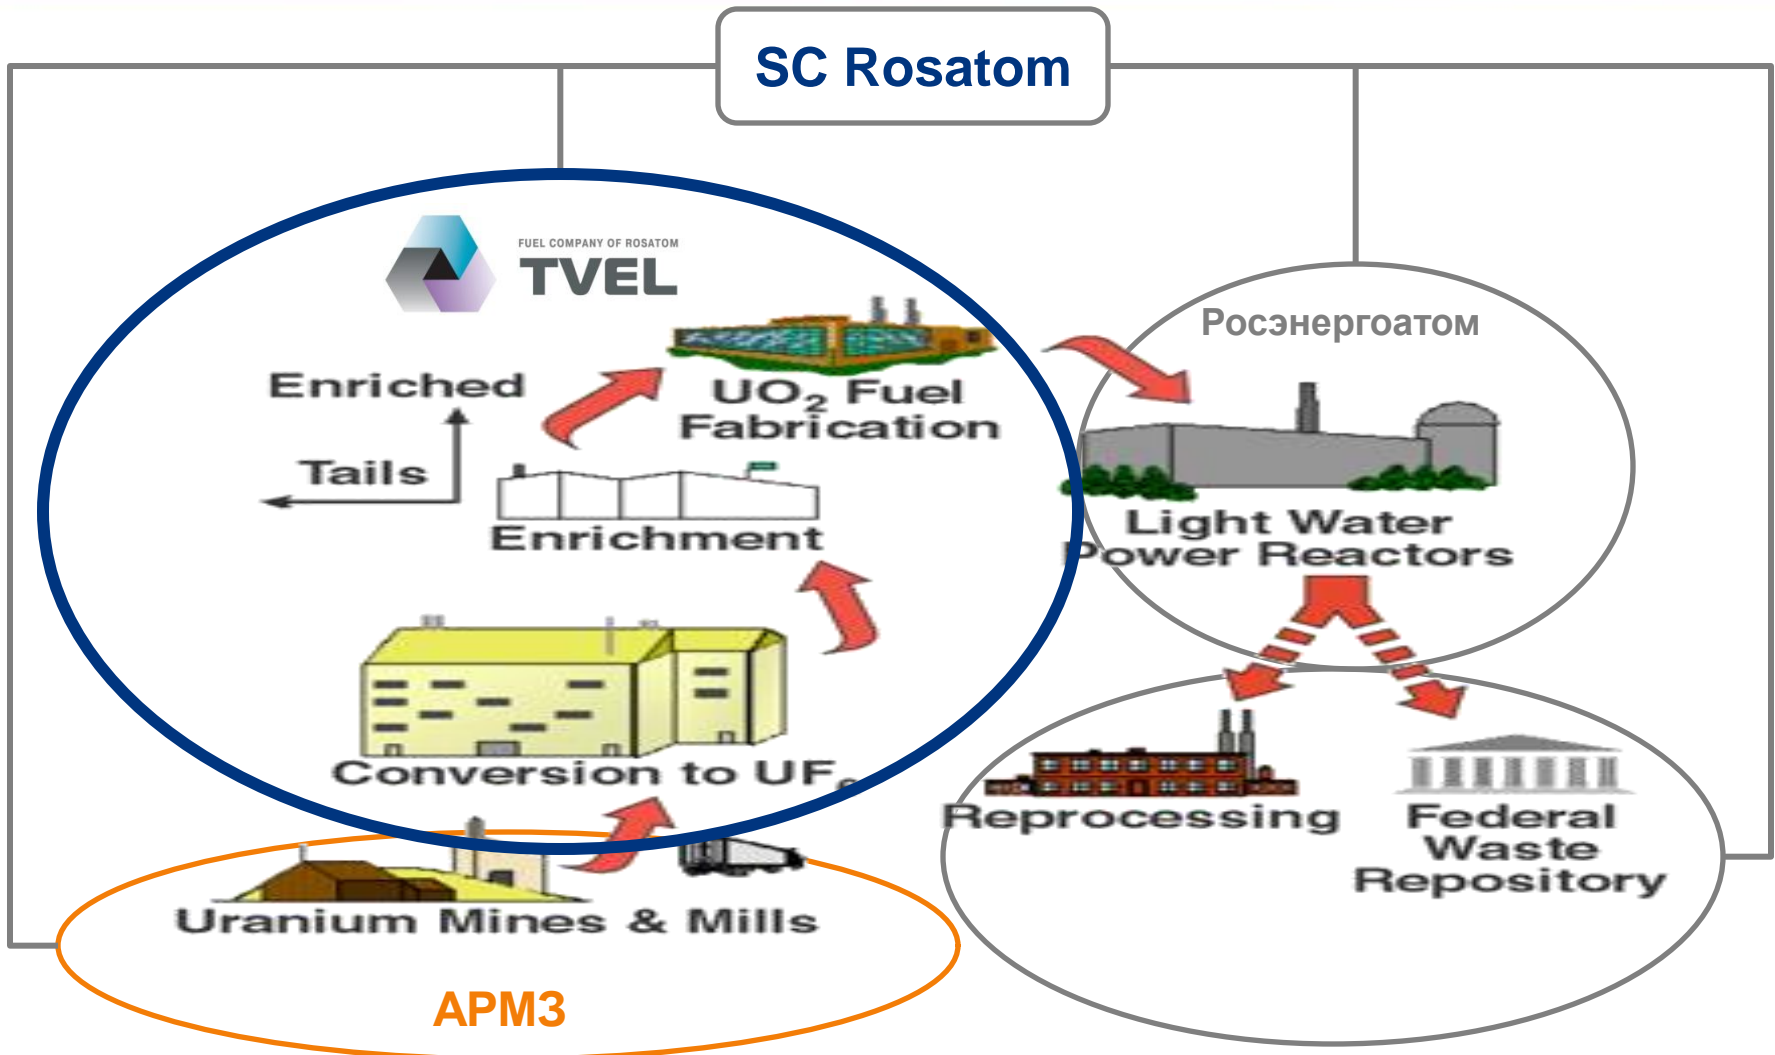 SC Rosatom
FUEL COMPANY OF ROSATOM
TVEL
Росэнергоатом
Enriched
UO₂ Fuel
Fabrication
Tails
Enrichment
Light Water
Power Reactors
Conversion to UF₆
Reprocessing
Federal
Waste
Repository
Uranium Mines & Mills
АРМЗ